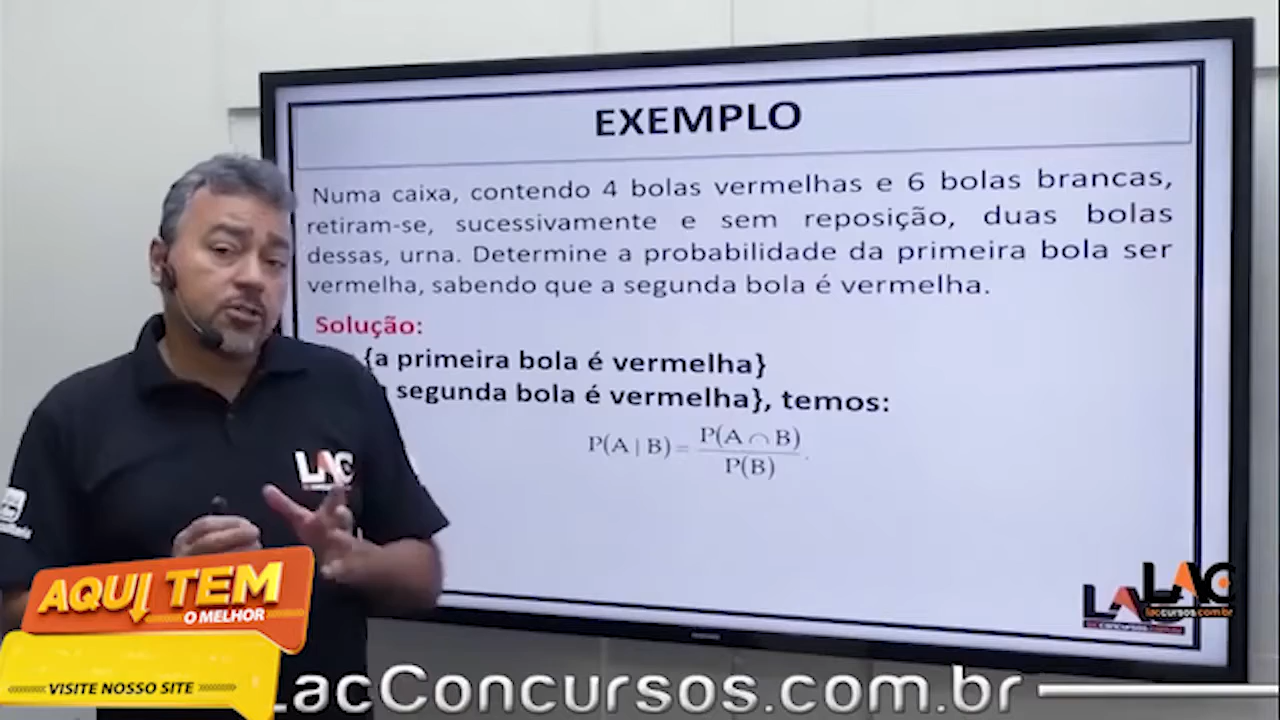 EXEMPLO
Numa caixa, contendo 4 bolas vermelhas e 6 bolas brancas,
retiram-se, sucessivamente e sem reposição, duas bolas
dessas, urna. Determine a probabilidade da primeira bola ser
vermelha, sabendo que a segunda bola é vermelha.
Solução:
{a primeira bola é vermelha}
segunda bola é vermelha}, temos:
P(A | B) = P(A ∩ B)
P(B)
LAC
AQUI TEM
O MELHOR
VISITE NOSSO SITE
LAC
laccursos.com.br
LacConcursos.com.br